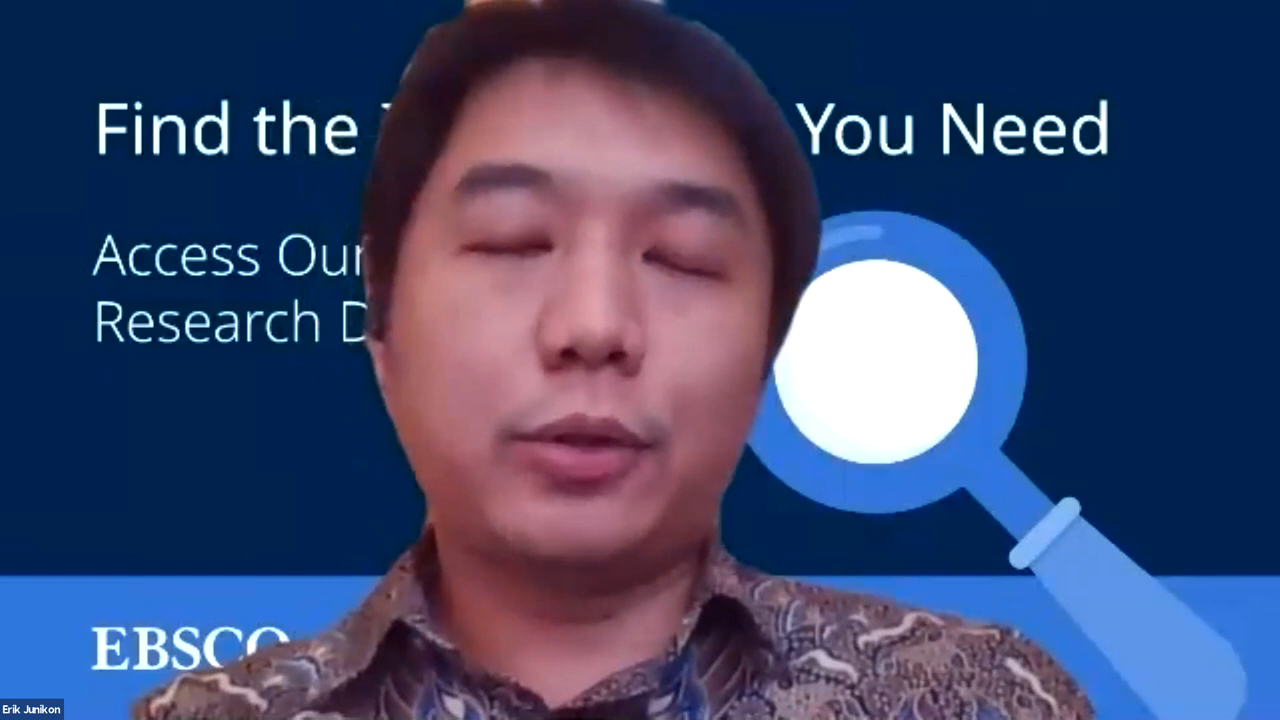 Find the You Need
Access Our
Research
EBSCO
Erik Junikon